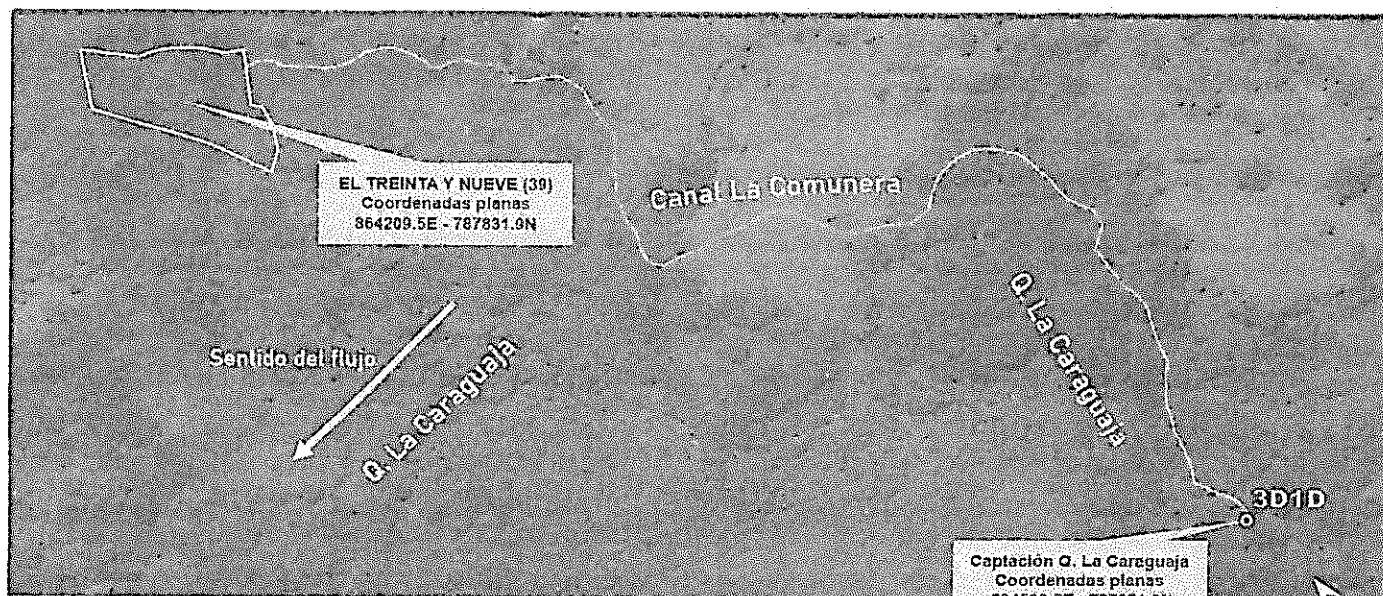 EL TREINTA Y NUEVE (39)
Coordenadas planas
864209.5E - 787831.9N
Canal La Comunera
Sentido del flujo
Q. La Caraguaja
Q. La Caraguaja
3D1D
Captación Q. La Caraguaja
Coordenadas planas